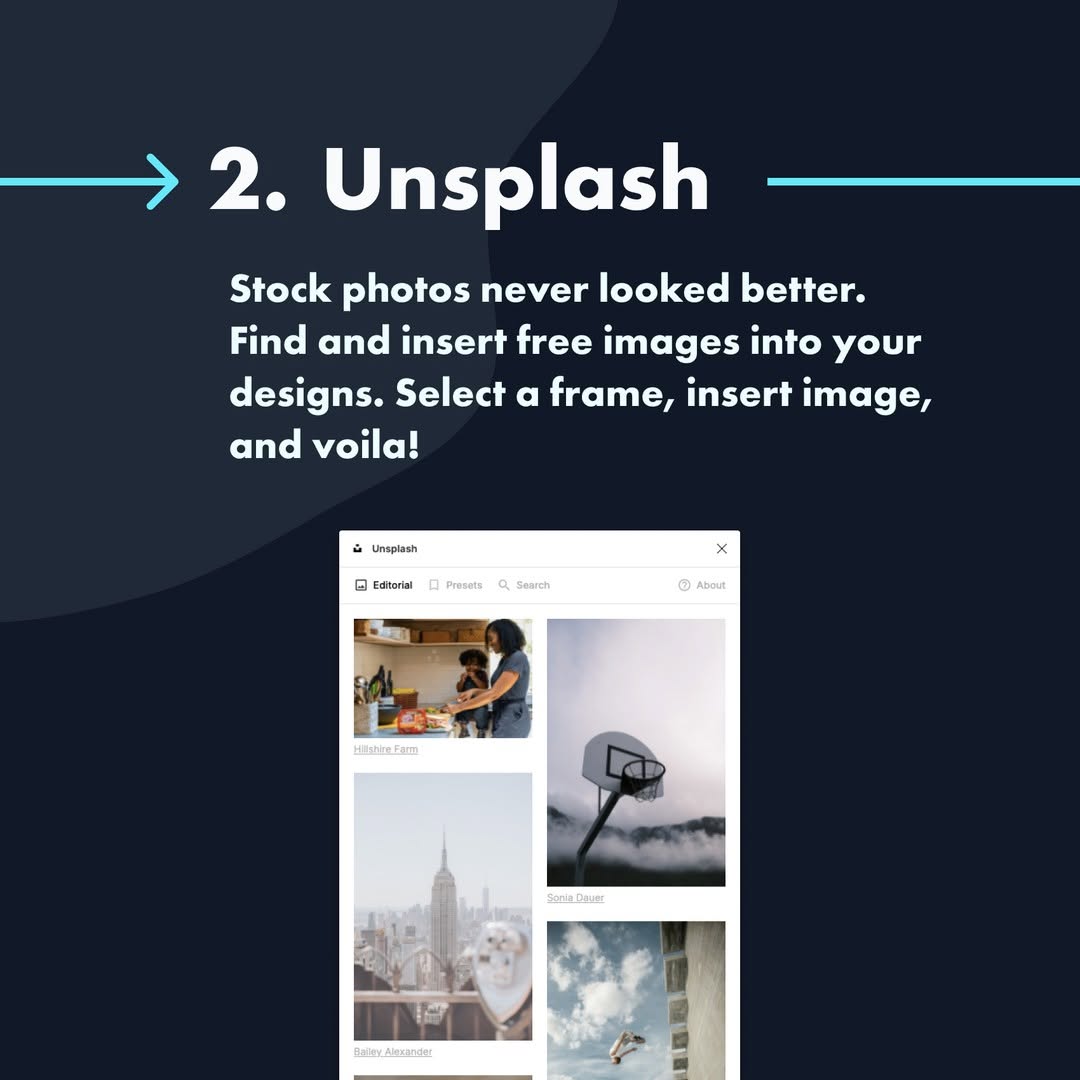 2. Unsplash
Stock photos never looked better.
Find and insert free images into your
designs. Select a frame, insert image,
and voila!
Unsplash
Editorial Presets Search About
Hillshire Farm
Sonia Dauer
Bailey Alexander